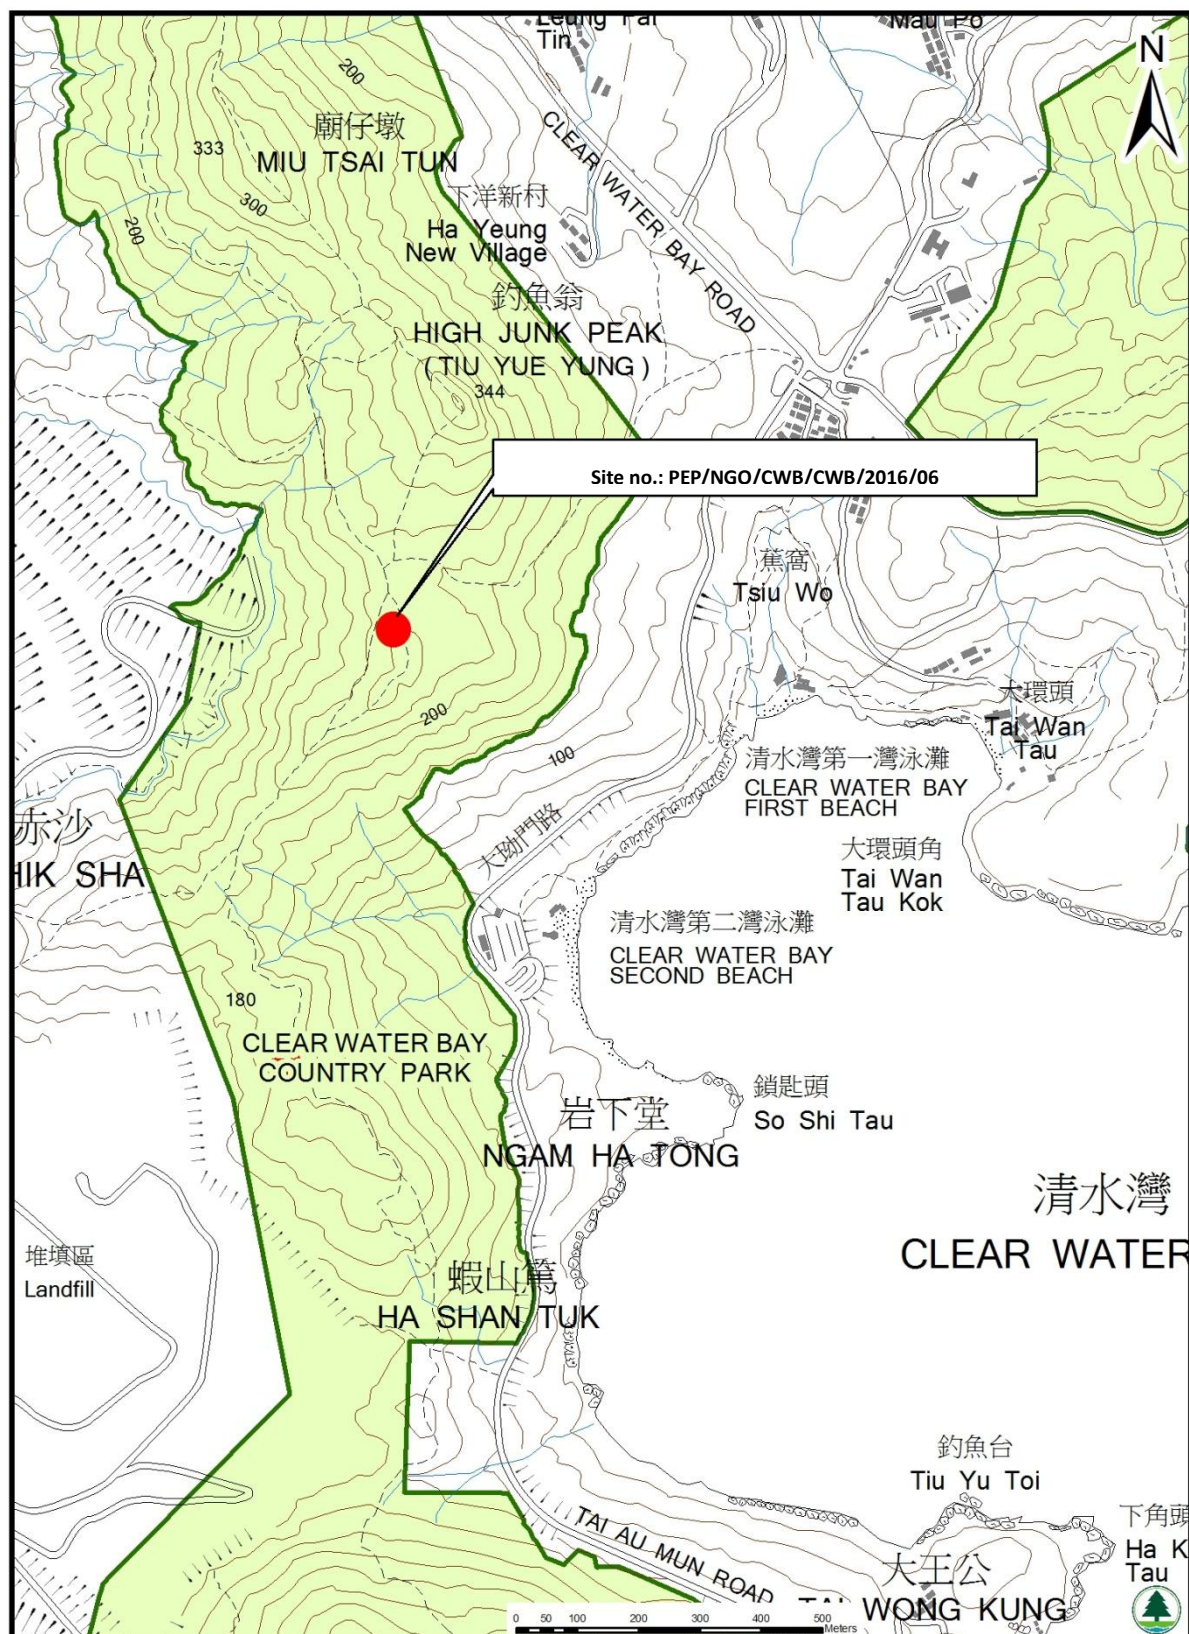 Tin
Mau Po
N
200
廟仔墩
333
MIU TSAI TUN
CLEAR WATER BAY ROAD
下洋新村
300
200
Ha Yeung
New Village
釣魚翁
HIGH JUNK PEAK
(TIU YUE YUNG)
344
Site no.: PEP/NGO/CWB/CWB/2016/06
蕉窩
Tsiu Wo
大環頭
Tai Wan
Tau
200
100
清水灣第一灣泳灘
CLEAR WATER BAY
FIRST BEACH
赤沙
HIK SHA
大坳門路
大環頭角
Tai Wan
Tau Kok
清水灣第二灣泳灘
CLEAR WATER BAY
SECOND BEACH
180
CLEAR WATER BAY
COUNTRY PARK
鎖匙頭
So Shi Tau
岩下堂
NGAM HA TONG
清水灣
CLEAR WATER
堆填區
Landfill
蝦山篤
HA SHAN TUK
釣魚台
Tiu Yu Toi
TAI AU MUN ROAD
下角頭
Ha K
Tau
大王公
WONG KUNG
0 50 100 200 300 400 500
Meters